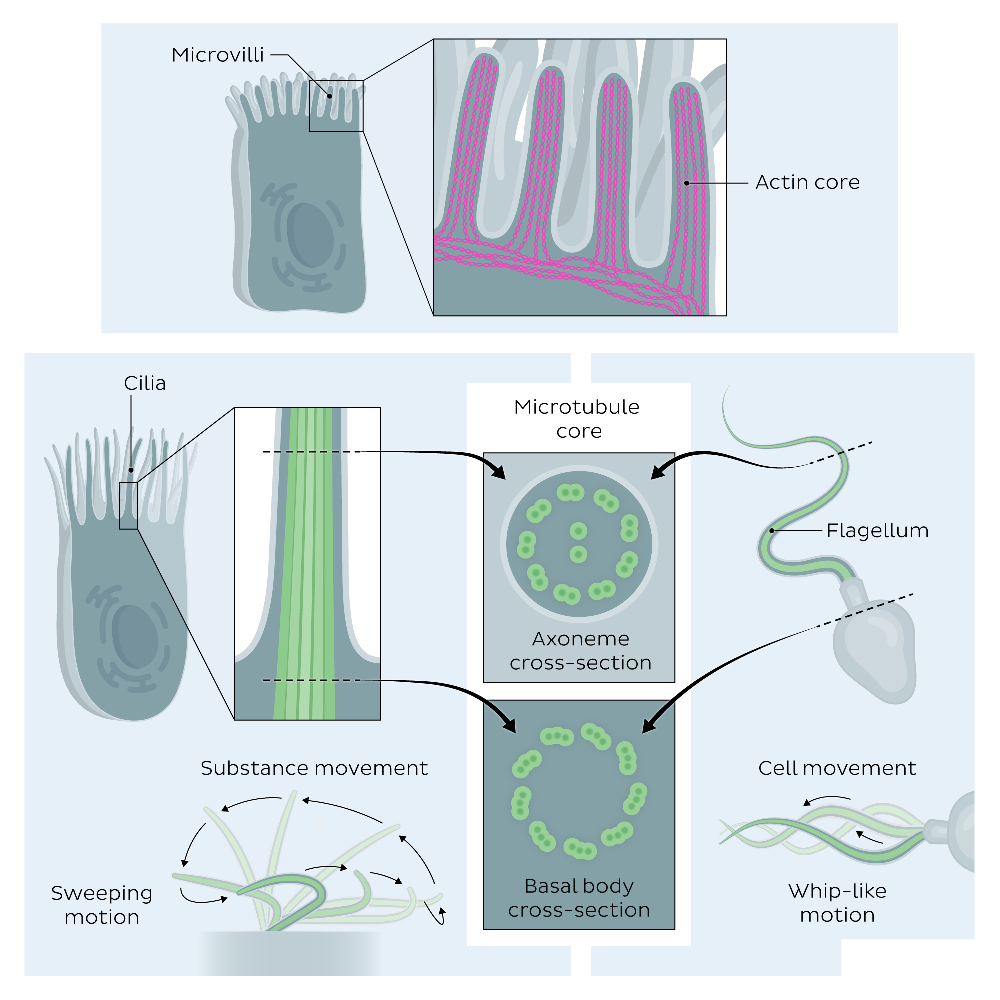 Microvilli
Actin core
Cilia
Microtubule
core
Axoneme
cross-section
Flagellum
Basal body
cross-section
Substance movement
Sweeping
motion
Cell movement
Whip-like
motion